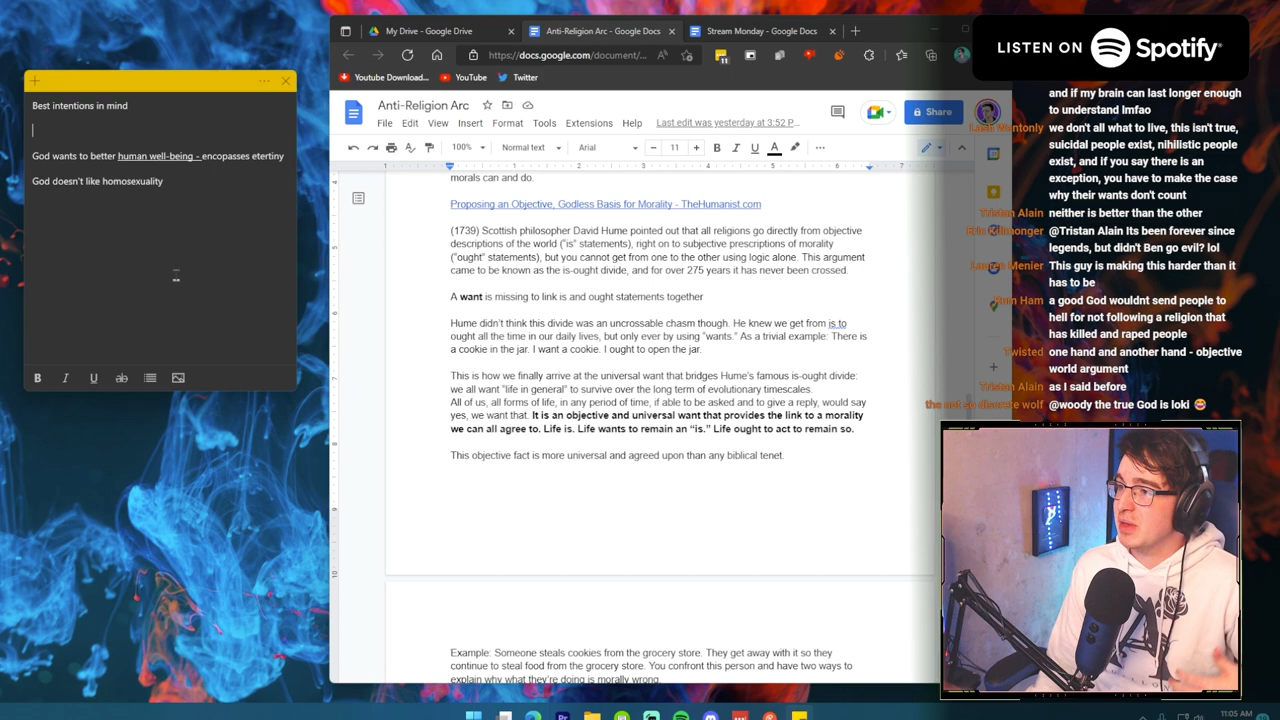 My Drive - Google Drive
Anti-Religion Arc - Google Docs
Stream Monday - Google Docs
https://docs.google.com/document/...
Youtube Download...
YouTube
Twitter
Anti-Religion Arc
File Edit View Insert Format Tools Extensions Help
Last edit was yesterday at 3:52 P...
Share
100%
Normal text
Arial
11
morals can and do.
Proposing an Objective, Godless Basis for Morality - TheHumanist.com
(1739) Scottish philosopher David Hume pointed out that all religions go directly from objective
descriptions of the world ("is" statements), right on to subjective prescriptions of morality
("ought" statements), but you cannot get from one to the other using logic alone. This argument
came to be known as the is-ought divide, and for over 275 years it has never been crossed.
A want is missing to link is and ought statements together
Hume didn't think this divide was an uncrossable chasm though. He knew we get from is to
ought all the time in our daily lives, but only ever by using "wants." As a trivial example: There is
a cookie in the jar. I want a cookie. I ought to open the jar.
This is how we finally arrive at the universal want that bridges Hume's famous is-ought divide:
we all want "life in general" to survive over the long term of evolutionary timescales.
All of us, all forms of life, in any period of time, if able to be asked and to give a reply, would say
yes, we want that. It is an objective and universal want that provides the link to a morality
we can all agree to. Life is. Life wants to remain an "is." Life ought to act to remain so.
This objective fact is more universal and agreed upon than any biblical tenet.
Example: Someone steals cookies from the grocery store. They get away with it so they
continue to steal food from the grocery store. You confront this person and have two ways to
explain why what they're doing is morally wrong.
Best intentions in mind
God wants to better human well-being - encopasses etertiny
God doesn't like homosexuality
LISTEN ON Spotify
and if my brain can last longer enough
to understand lmfao
we don't all what to live, this isn't true,
suicidal people exist, nihilistic people
exist, and if you say there is an
exception, you have to make the case
why their wants don't count
Tristan Alain neither is better than the other
Eric Killmonger @Tristan Alain Its been forever since
legends, but didn't Ben go evil? lol
Lauren Menier This guy is making this harder than it
has to be
Kum Ham a good God wouldnt send people to
hell for not following a religion that
has killed and raped people
Twisted one hand and another hand - objective
world argument
Tristan Alain as I said before
the not so discrete wolf @woody the true God is loki
11:05 AM